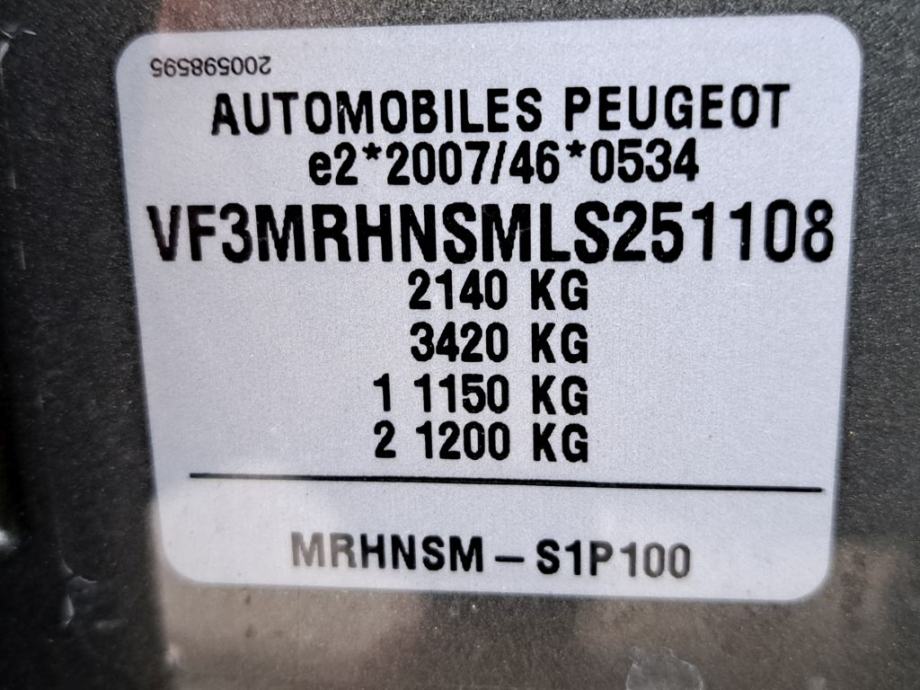 200598595
AUTOMOBILES PEUGEOT
e2*2007/46*0534
VF3MRHNSMLS251108
2140 KG
3420 KG
1 1150 KG
2 1200 KG
MRHNSM – S1P100